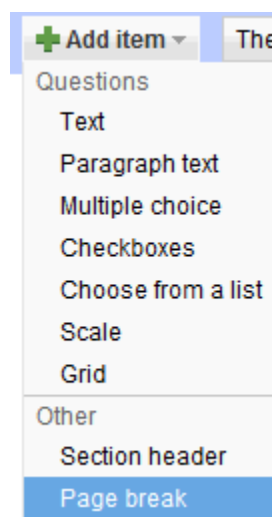 Add item The
Questions
Text
Paragraph text
Multiple choice
Checkboxes
Choose from a list
Scale
Grid
Other
Section header
Page break